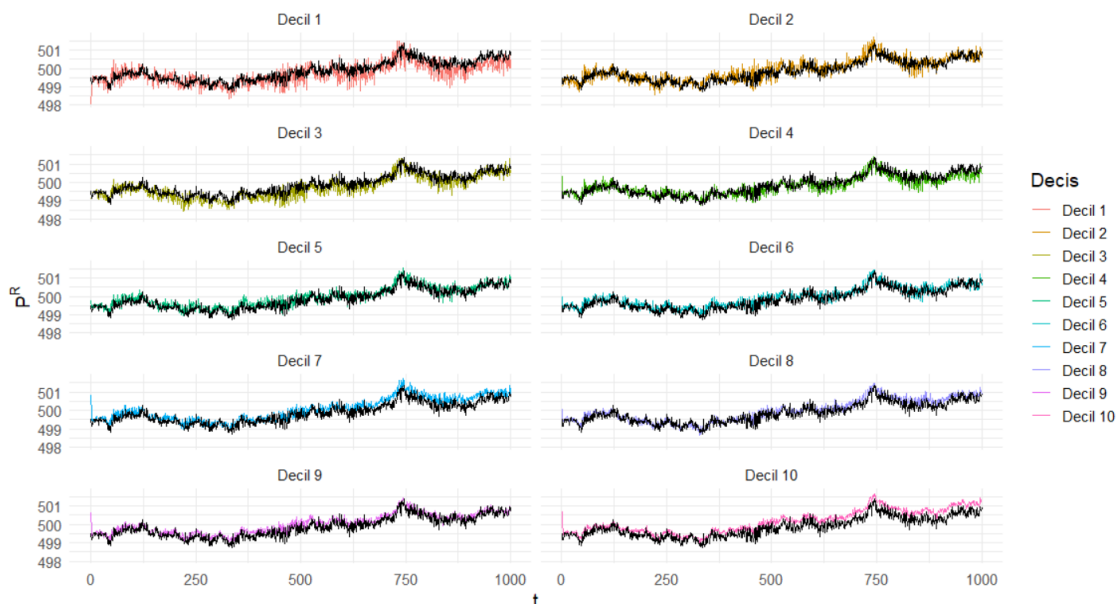 Decil 1
Decil 2
501
500
499
498
Decil 3
Decil 4
501
500
499
498
Decil 5
Decil 6
501
500
499
498
Decil 7
Decil 8
501
500
499
498
Decil 9
Decil 10
501
500
499
498
0 250 500 750 1000 0 250 500 750 1000
t
P^R
Decis
Decil 1
Decil 2
Decil 3
Decil 4
Decil 5
Decil 6
Decil 7
Decil 8
Decil 9
Decil 10